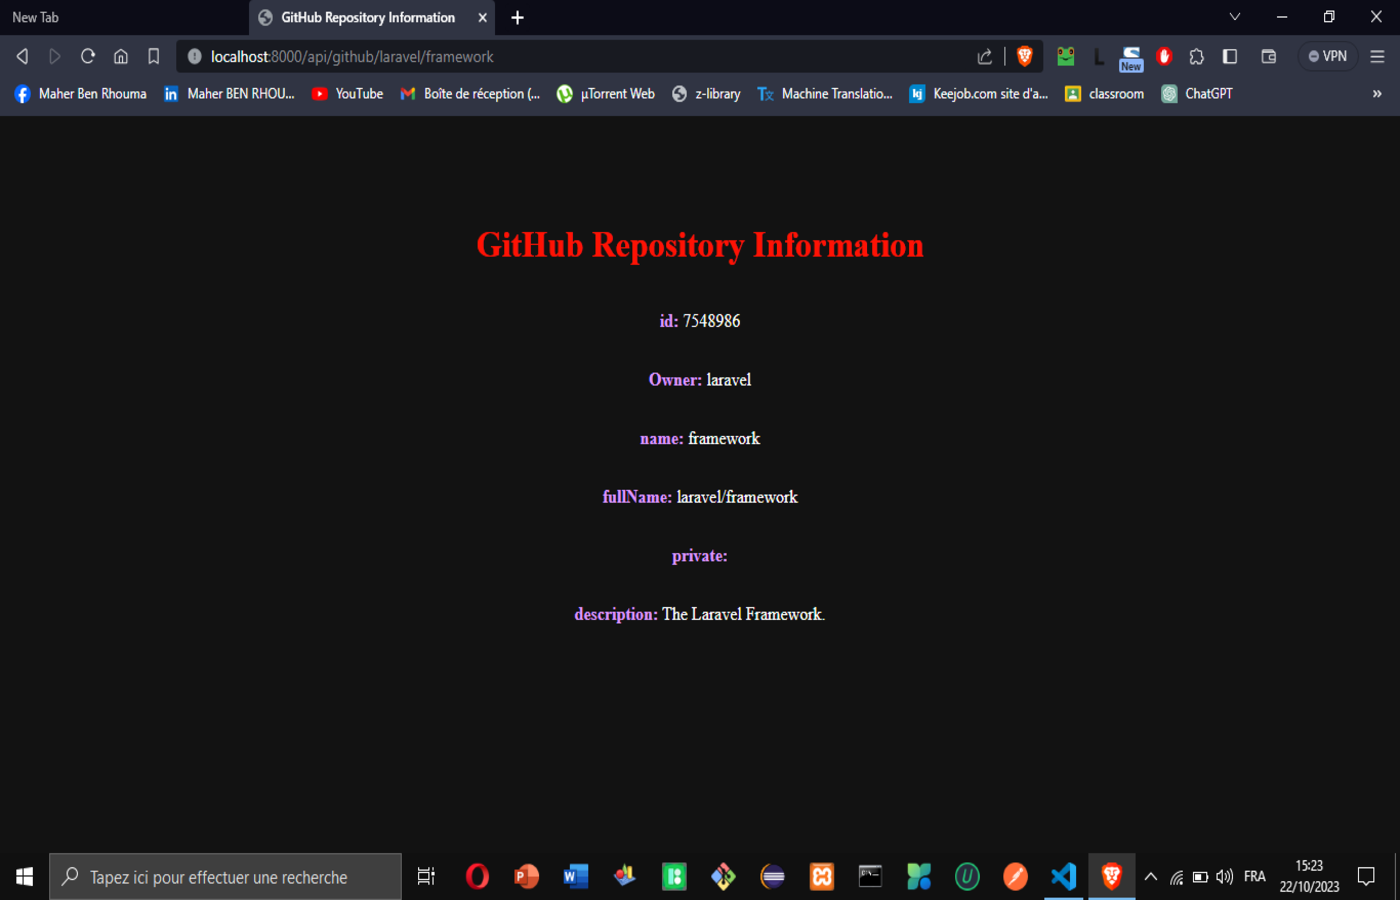 New Tab
GitHub Repository Information
localhost:8000/api/github/laravel/framework
New
VPN
Maher Ben Rhouma
Maher BEN RHOU...
YouTube
Boîte de réception (...
µTorrent Web
z-library
Machine Translatio...
Keejob.com site d'a...
classroom
ChatGPT
»
GitHub Repository Information
id: 7548986
Owner: laravel
name: framework
fullName: laravel/framework
private:
description: The Laravel Framework.
Tapez ici pour effectuer une recherche
FRA
15:23
22/10/2023